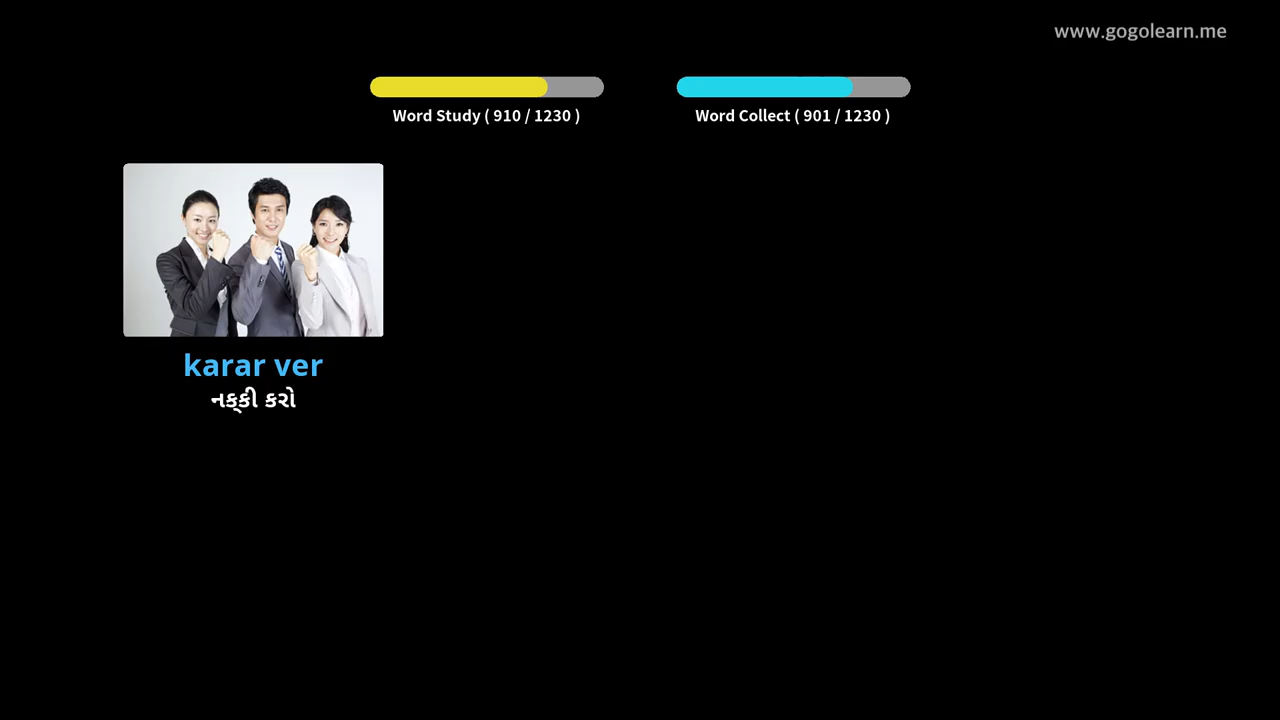 www.gogolearn.me
Word Study ( 910 / 1230 )
Word Collect ( 901 / 1230 )
karar ver
નક્કી કરો